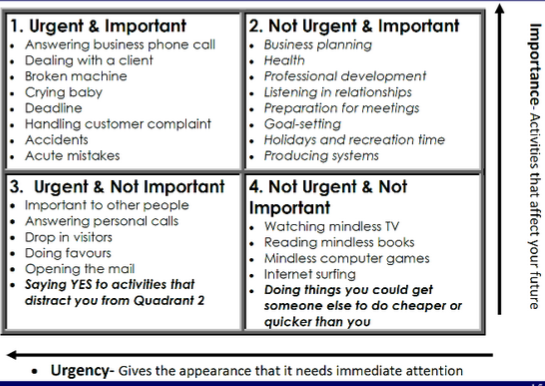 1. Urgent & Important
• Answering business phone call
• Dealing with a client
• Broken machine
• Crying baby
• Deadline
• Handling customer complaint
• Accidents
• Acute mistakes
2. Not Urgent & Important
• Business planning
• Health
• Professional development
• Listening in relationships
• Preparation for meetings
• Goal-setting
• Holidays and recreation time
• Producing systems
3. Urgent & Not Important
• Important to other people
• Answering personal calls
• Drop in visitors
• Doing favours
• Opening the mail
• Saying YES to activities that
distract you from Quadrant 2
4. Not Urgent & Not
Important
• Watching mindless TV
• Reading mindless books
• Mindless computer games
• Internet surfing
• Doing things you could get
someone else to do cheaper or
quicker than you
Importance- Activities that affect your future
• Urgency- Gives the appearance that it needs immediate attention